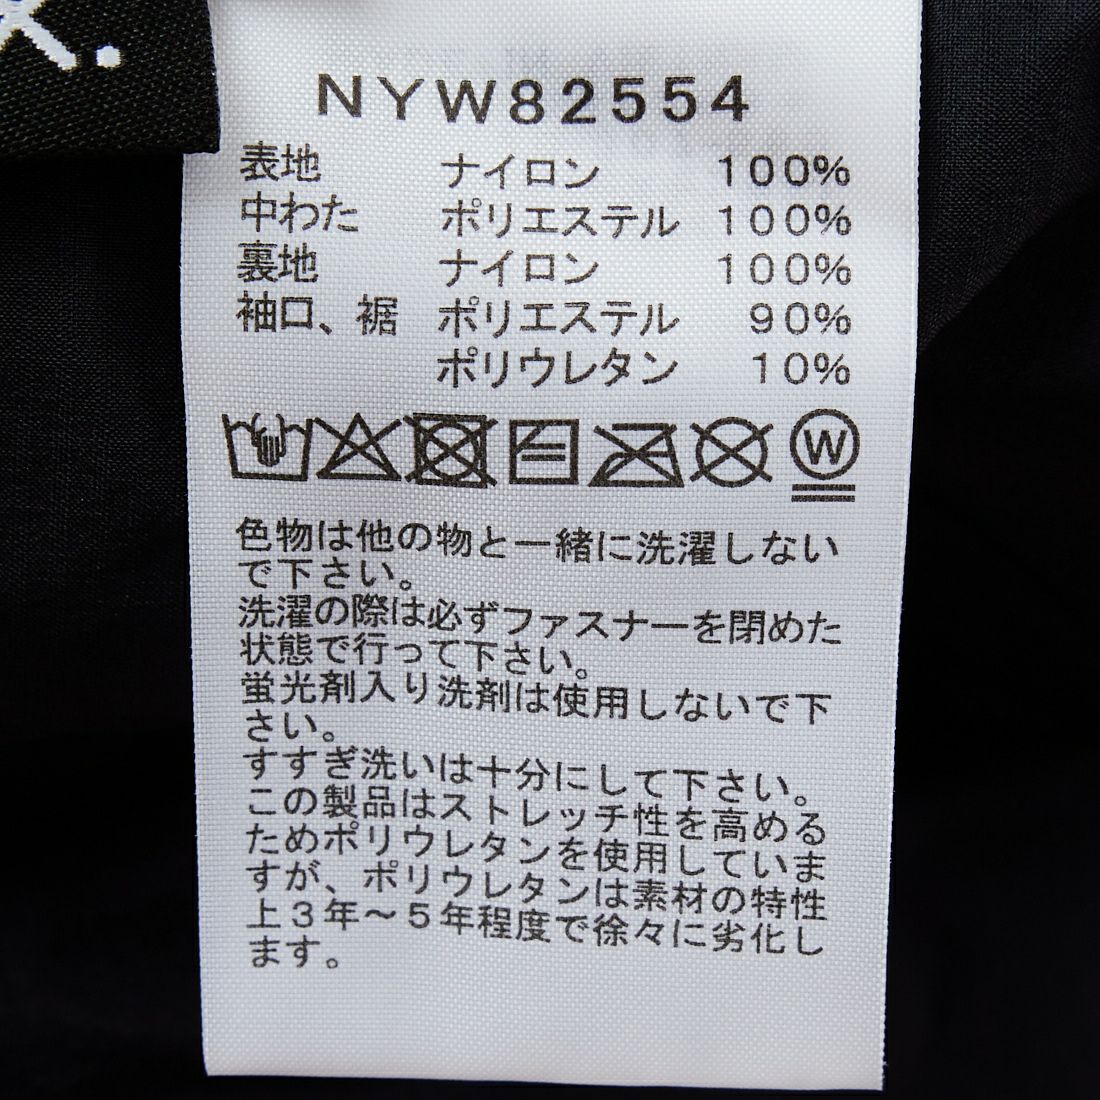 K.
NYW82554
表地 ナイロン 100%
中わた ポリエステル 100%
裏地 ナイロン 100%
袖口、裾 ポリエステル 90%
ポリウレタン 10%
W
色物は他の物と一緒に洗濯しない
で下さい。
洗濯の際は必ずファスナーを閉めた
状態で行って下さい。
蛍光剤入り洗剤は使用しないで下
さい。
すすぎ洗いは十分にして下さい。
この製品はストレッチ性を高める
ためポリウレタンを使用していま
すが、ポリウレタンは素材の特性
上3年～5年程度で徐々に劣化し
ます。